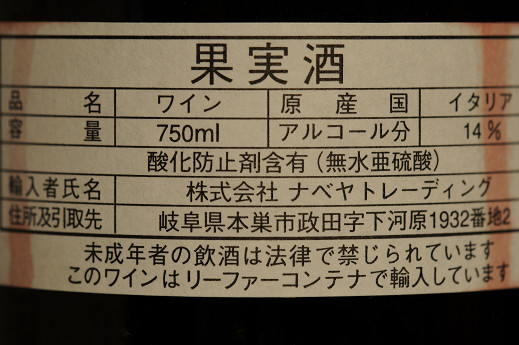 果実酒
品名 ワイン 原産国 イタリア
容量 750ml アルコール分 14%
酸化防止剤含有(無水亜硫酸)
輸入者氏名 株式会社 ナベヤトレーディング
住所及引取先 岐阜県本巣市政田字下河原1932番地2
未成年者の飲酒は法律で禁じられています
このワインはリーファーコンテナで輸入しています